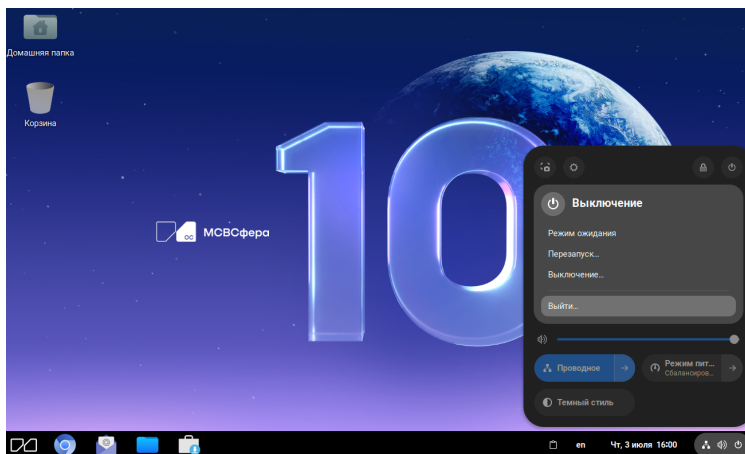 Домашняя папка
Корзина
10
МСВСфера
ОС
Выключение
Режим ожидания
Перезапуск...
Выключение...
Выйти...
Проводное
Режим пит...
Сбалансиров...
Темный стиль
en
Чт, 3 июля 16:00